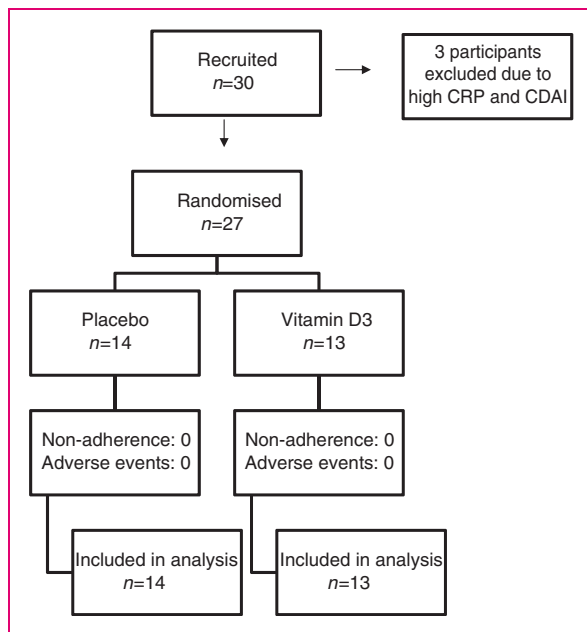 Recruited
n=30
3 participants
excluded due to
high CRP and CDAI
Randomised
n=27
Placebo
n=14
Vitamin D3
n=13
Non-adherence: 0
Adverse events: 0
Non-adherence: 0
Adverse events: 0
Included in analysis
n=14
Included in analysis
n=13